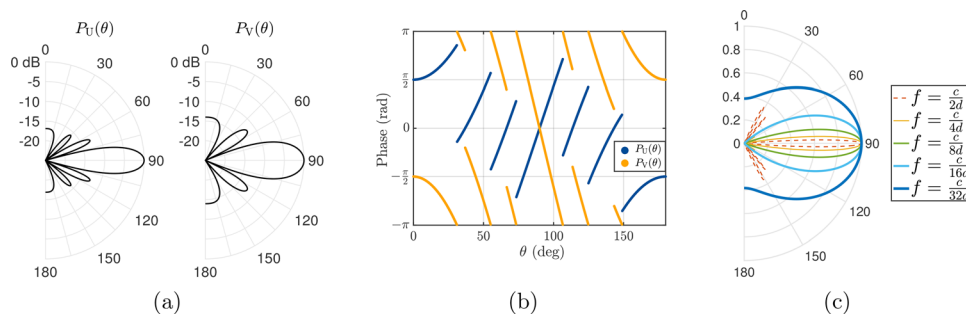 P_U(θ)
0
0 dB
-5
-10
-15
-20
30
60
90
120
150
180
P_V(θ)
0
0 dB
-5
-10
-15
-20
30
60
90
120
150
180
(a)
Phase (rad)
π
π/2
0
-π/2
-π
0
50
100
150
θ (deg)
P_U(θ)
P_V(θ)
(b)
0
1
0.8
0.6
0.4
0.2
0
30
60
90
120
150
180
f = c/2d
f = c/4d
f = c/8d
f = c/16d
f = c/32d
(c)